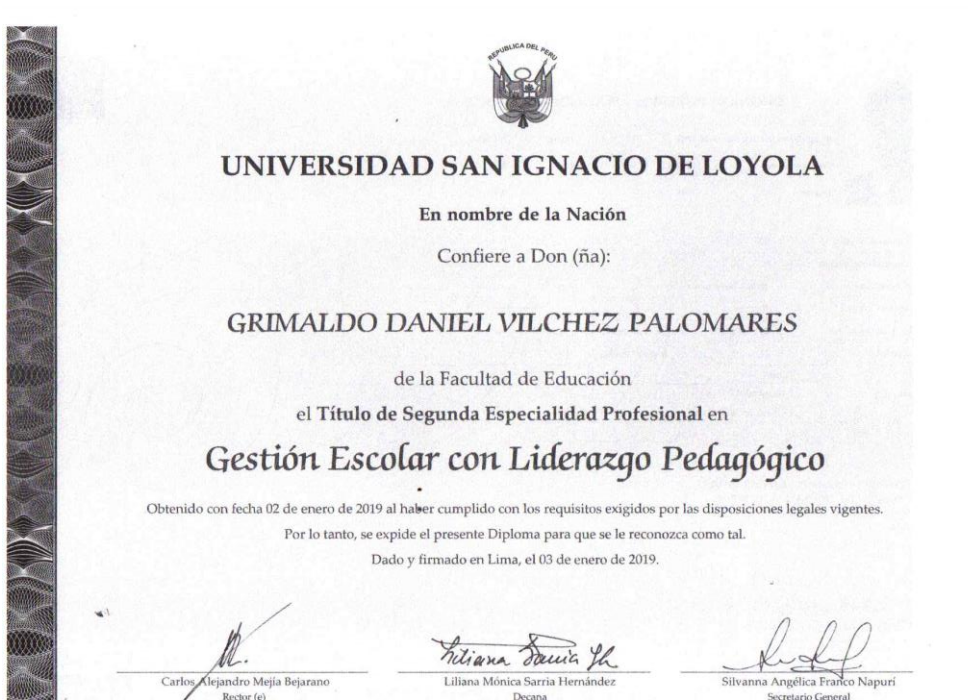 REPUBLICA DEL PERU
UNIVERSIDAD SAN IGNACIO DE LOYOLA
En nombre de la Nación
Confiere a Don (ña):
GRIMALDO DANIEL VILCHEZ PALOMARES
de la Facultad de Educación
el Título de Segunda Especialidad Profesional en
Gestión Escolar con Liderazgo Pedagógico
Obtenido con fecha 02 de enero de 2019 al haber cumplido con los requisitos exigidos por las disposiciones legales vigentes.
Por lo tanto, se expide el presente Diploma para que se le reconozca como tal.
Dado y firmado en Lima, el 03 de enero de 2019.
Carlos Alejandro Mejía Bejarano
Rector (e)
Liliana Mónica Sarria Hernández
Decana
Silvanna Angélica Franco Napurí
Secretario General